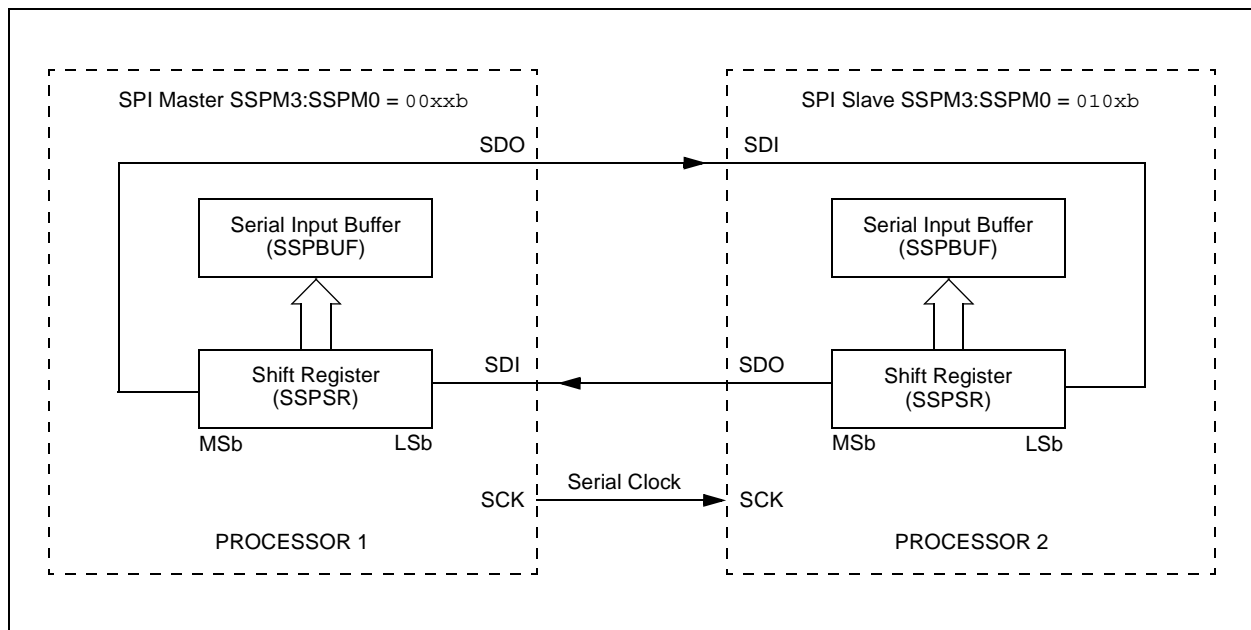 SPI Master SSPM3:SSPM0 = 00xxb
SPI Slave SSPM3:SSPM0 = 010xb
SDO
SDI
Serial Input Buffer
(SSPBUF)
Serial Input Buffer
(SSPBUF)
Shift Register
(SSPSR)
MSb
LSb
SDI
SDO
Shift Register
(SSPSR)
MSb
LSb
SCK
Serial Clock
SCK
PROCESSOR 1
PROCESSOR 2